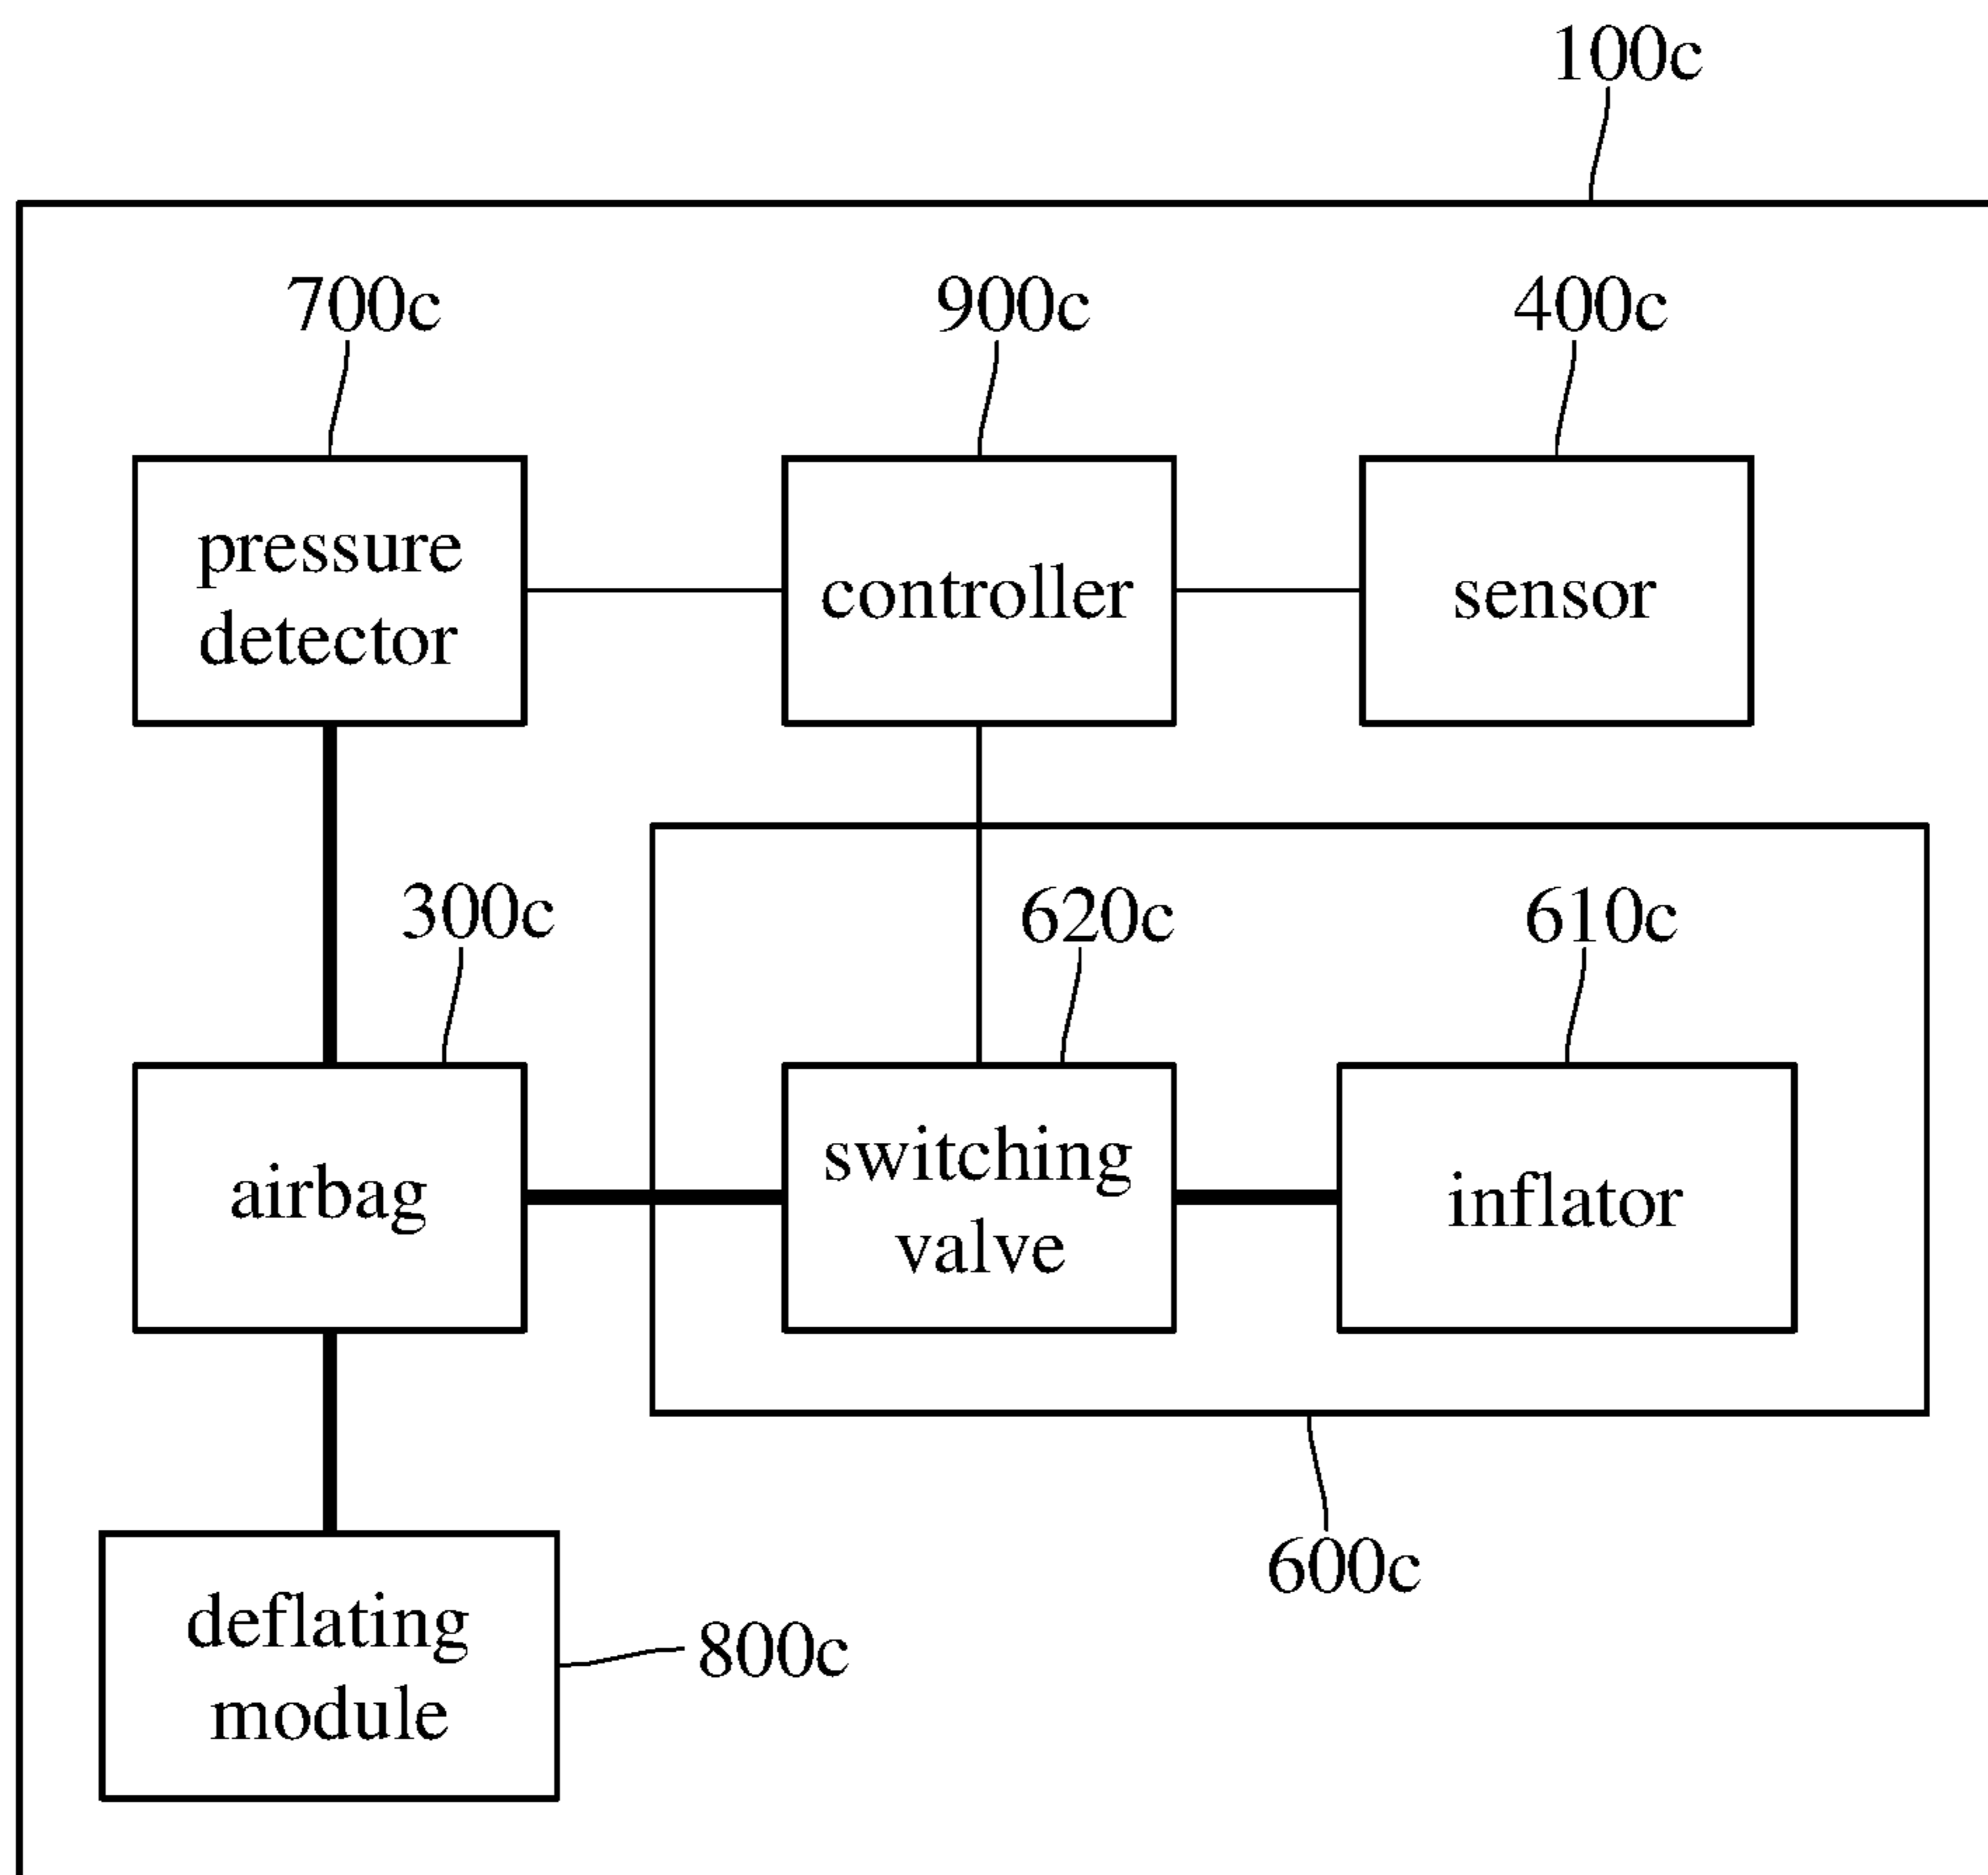 100c
700c
900c
400c
pressure
detector
controller
sensor
300c
620c
610c
airbag
switching
valve
inflator
600c
deflating
module
800c